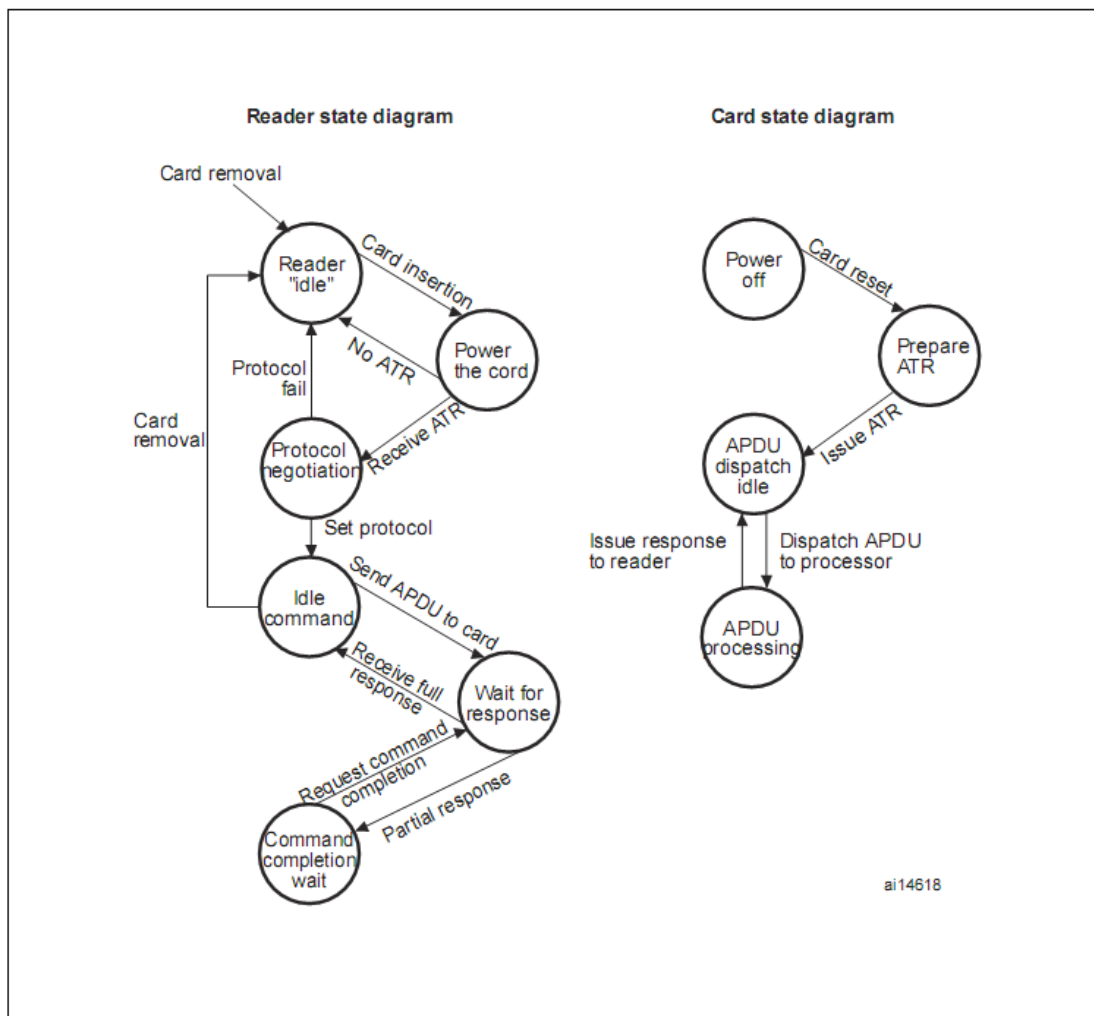 Reader state diagram
Card removal
Reader
"idle"
Card insertion
No ATR
Power
the cord
Protocol
fail
Receive ATR
Card
removal
Protocol
negotiation
Set protocol
Idle
command
Send APDU to card
Receive full
response
Wait for
response
Request command
completion
Partial response
Command
completion
wait
Card state diagram
Power
off
Card reset
Prepare
ATR
Issue ATR
APDU
dispatch
idle
Issue response
to reader
Dispatch APDU
to processor
APDU
processing
ai14618